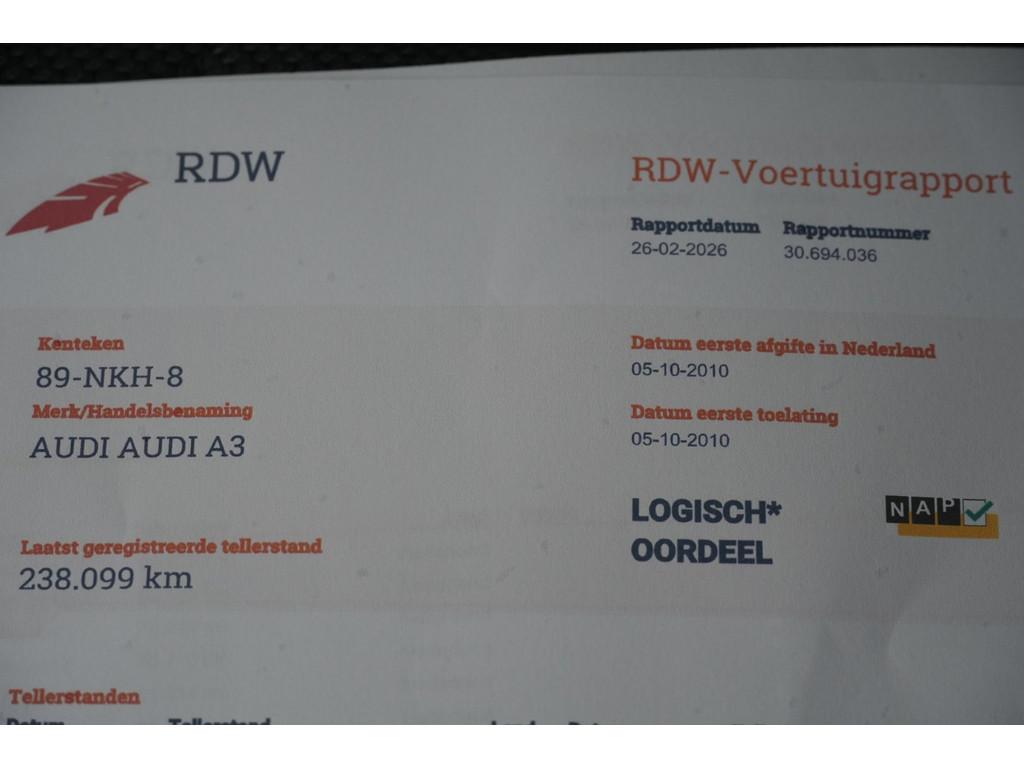 RDW
RDW-Voertuigrapport
Rapportdatum Rapportnummer
26-02-2026 30.694.036
Kenteken
89-NKH-8
Merk/Handelsbenaming
AUDI AUDI A3
Datum eerste afgifte in Nederland
05-10-2010
Datum eerste toelating
05-10-2010
Laatst geregistreerde tellerstand
238.099 km
LOGISCH*
OORDEEL
NAP
Tellerstanden
Datum Tellerstand